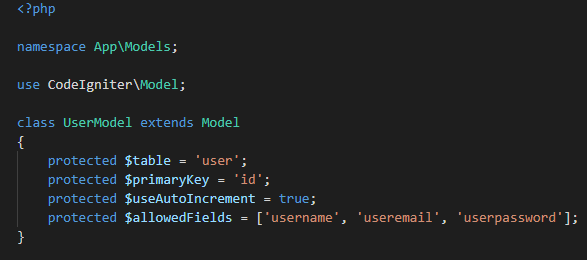 <?php
namespace App\Models;
use CodeIgniter\Model;
class UserModel extends Model
{
protected $table = 'user';
protected $primaryKey = 'id';
protected $useAutoIncrement = true;
protected $allowedFields = ['username', 'useremail', 'userpassword'];
}